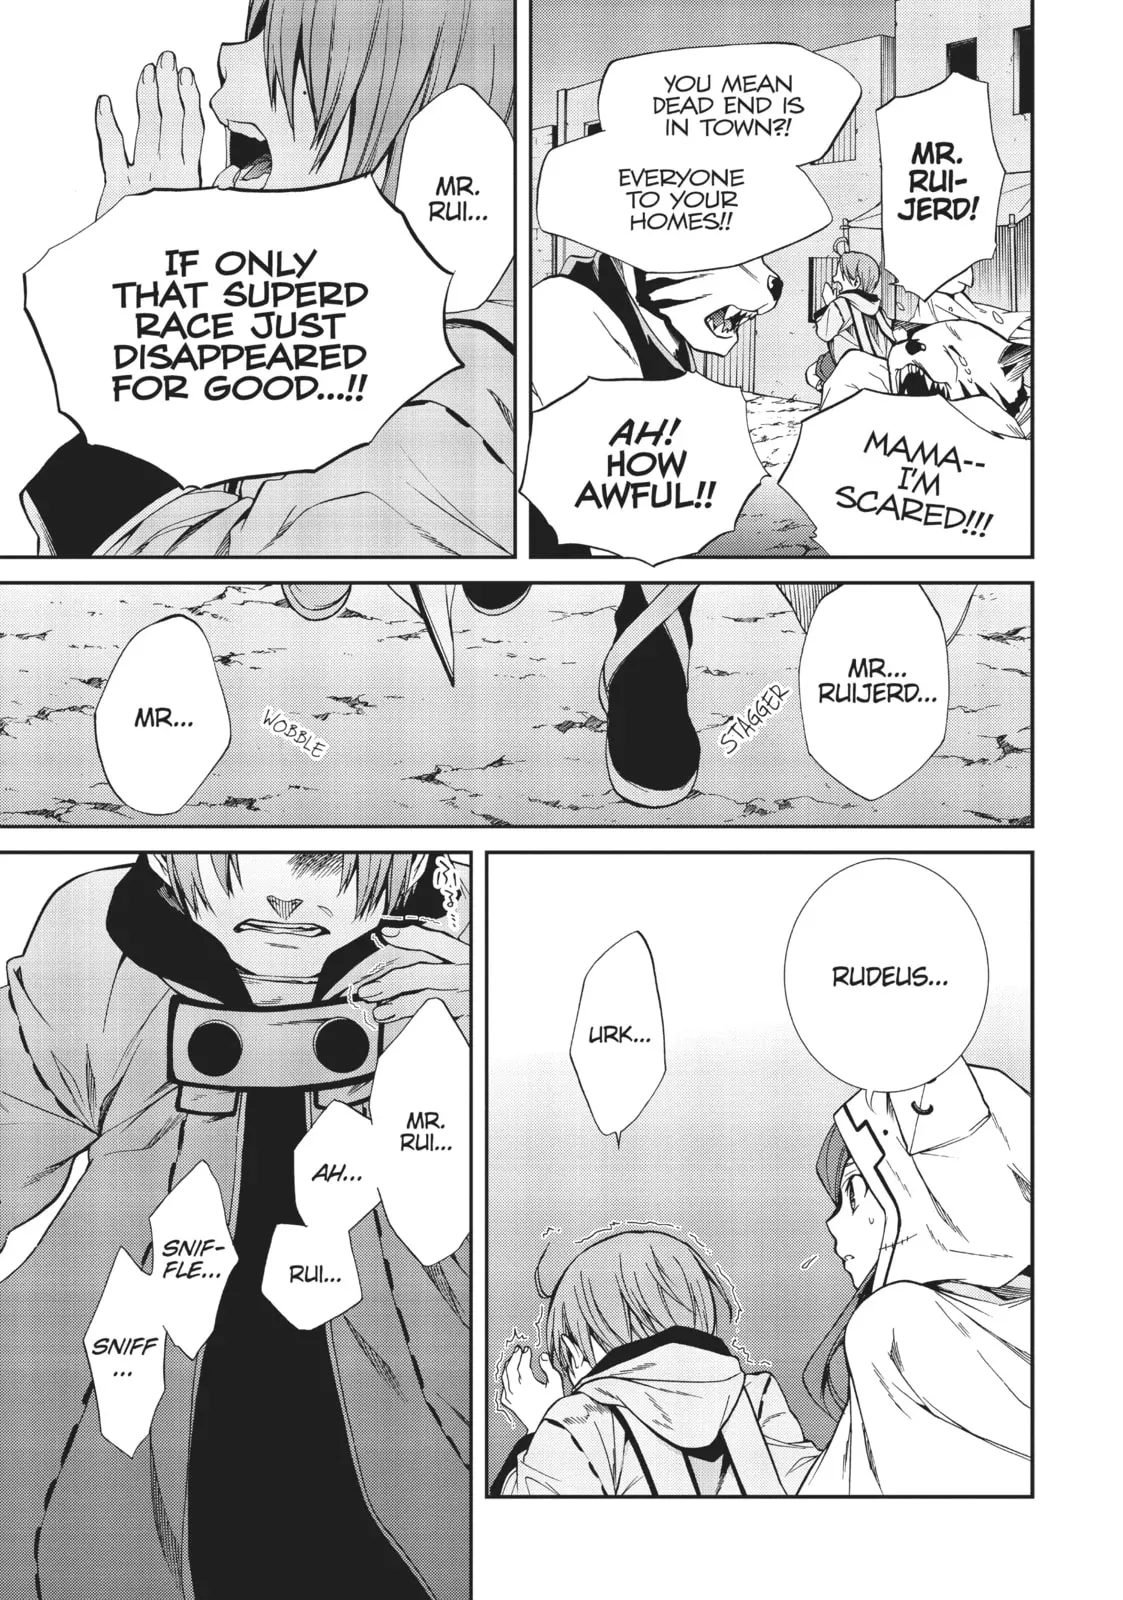 MR.
RUI-
JERD!
YOU MEAN
DEAD END IS
IN TOWN?!
EVERYONE
TO YOUR
HOMES!!
MAMA--
I'M
SCARED!!!
AH!
HOW
AWFUL!!
MR.
RUI...
IF ONLY
THAT SUPERD
RACE JUST
DISAPPEARED
FOR GOOD...!!
MR...
RUIJERD...
STAGGER
WOBBLE
MR...
RUDEUS...
URK...
MR.
RUI...
AH...
RUI...
SNIF-
FLE...
SNIFF
...